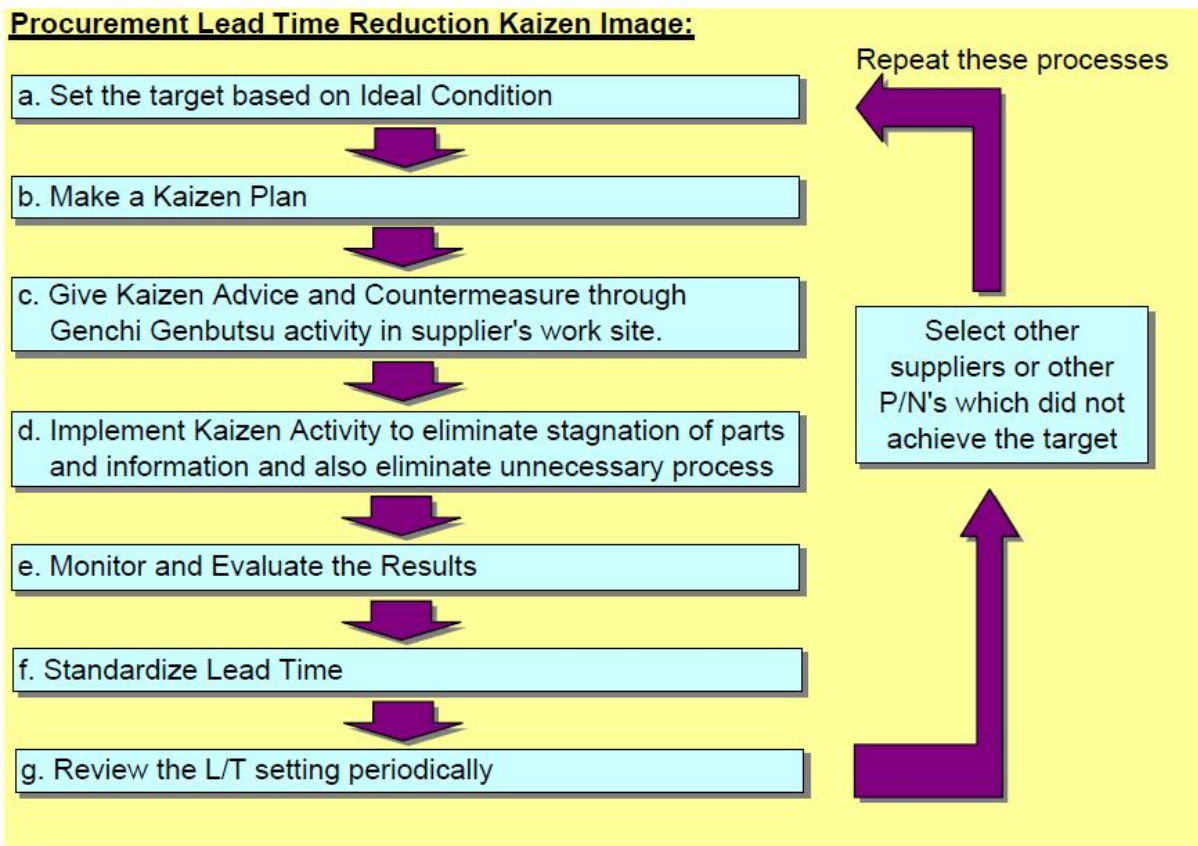 Procurement Lead Time Reduction Kaizen Image:
a. Set the target based on Ideal Condition
b. Make a Kaizen Plan
c. Give Kaizen Advice and Countermeasure through
Genchi Genbutsu activity in supplier's work site.
d. Implement Kaizen Activity to eliminate stagnation of parts
and information and also eliminate unnecessary process
e. Monitor and Evaluate the Results
f. Standardize Lead Time
g. Review the L/T setting periodically
Repeat these processes
Select other
suppliers or other
P/N's which did not
achieve the target